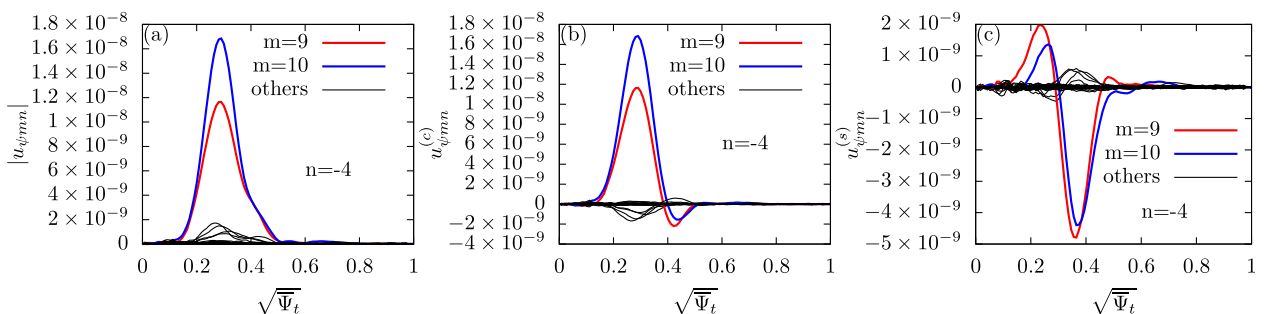 (a)
|u_ψmn|
1.8 × 10⁻⁸
1.6 × 10⁻⁸
1.4 × 10⁻⁸
1.2 × 10⁻⁸
1 × 10⁻⁸
8 × 10⁻⁹
6 × 10⁻⁹
4 × 10⁻⁹
2 × 10⁻⁹
0
m=9
m=10
others
n=-4
0 0.2 0.4 0.6 0.8 1
√Ψ̿_t
(b)
u_ψmn^(c)
1.8 × 10⁻⁸
1.6 × 10⁻⁸
1.4 × 10⁻⁸
1.2 × 10⁻⁸
1 × 10⁻⁸
8 × 10⁻⁹
6 × 10⁻⁹
4 × 10⁻⁹
2 × 10⁻⁹
0
−2 × 10⁻⁹
−4 × 10⁻⁹
m=9
m=10
others
n=-4
0 0.2 0.4 0.6 0.8 1
√Ψ̿_t
(c)
u_ψmn^(s)
2 × 10⁻⁹
1 × 10⁻⁹
0
−1 × 10⁻⁹
−2 × 10⁻⁹
−3 × 10⁻⁹
−4 × 10⁻⁹
−5 × 10⁻⁹
m=9
m=10
others
n=-4
0 0.2 0.4 0.6 0.8 1
√Ψ̿_t